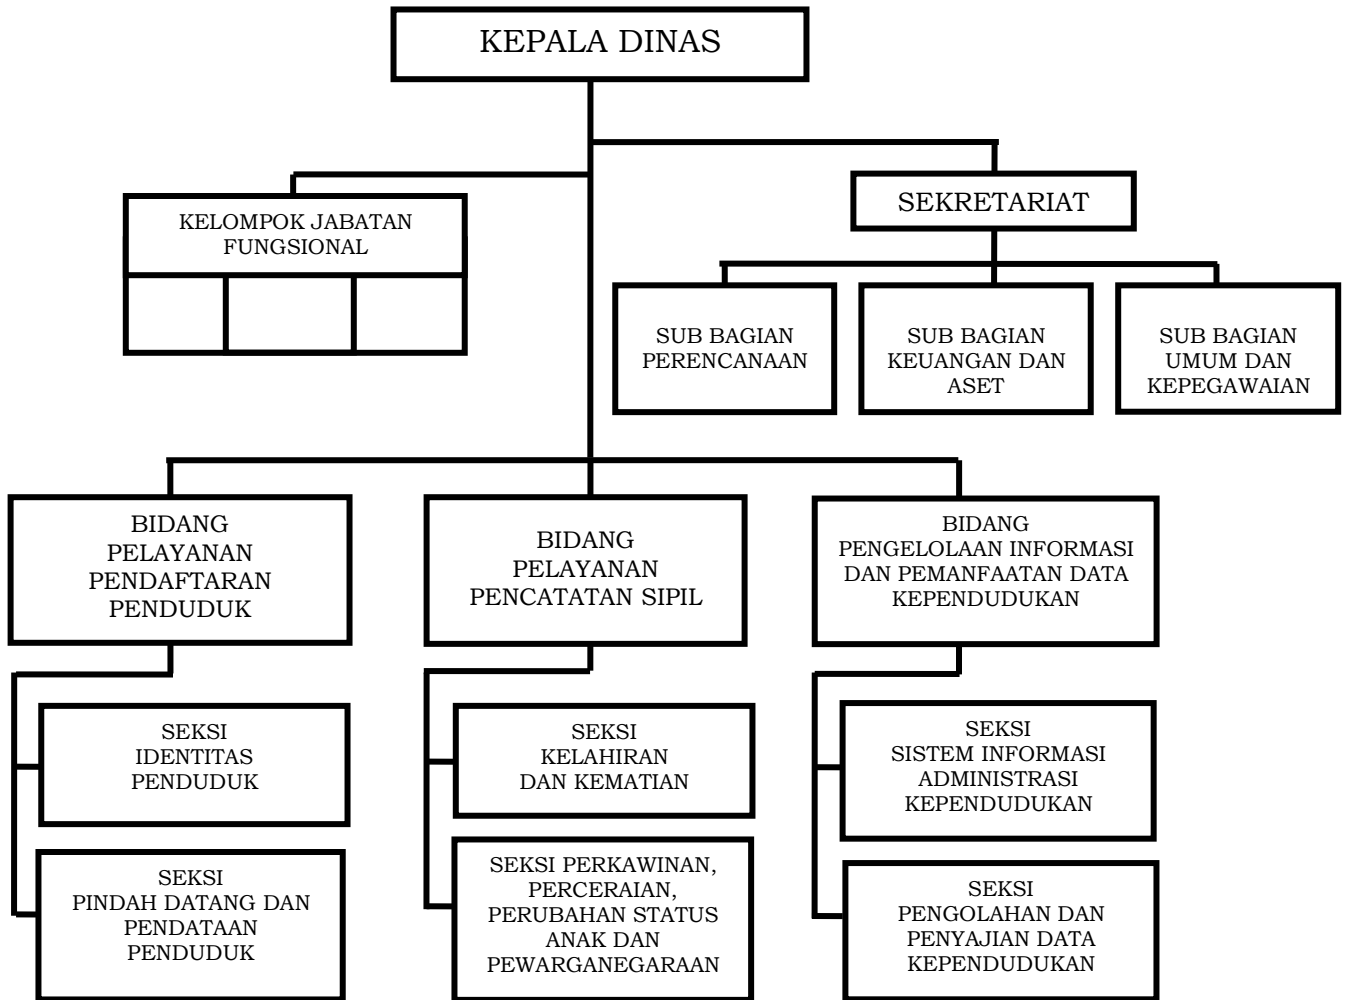 KEPALA DINAS
KELOMPOK JABATAN
FUNGSIONAL
SEKRETARIAT
SUB BAGIAN
PERENCANAAN
SUB BAGIAN
KEUANGAN DAN
ASET
SUB BAGIAN
UMUM DAN
KEPEGAWAIAN
BIDANG
PELAYANAN
PENDAFTARAN
PENDUDUK
BIDANG
PELAYANAN
PENCATATAN SIPIL
BIDANG
PENGELOLAAN INFORMASI
DAN PEMANFAATAN DATA
KEPENDUDUKAN
SEKSI
IDENTITAS
PENDUDUK
SEKSI
KELAHIRAN
DAN KEMATIAN
SEKSI
SISTEM INFORMASI
ADMINISTRASI
KEPENDUDUKAN
SEKSI
PINDAH DATANG DAN
PENDATAAN
PENDUDUK
SEKSI PERKAWINAN,
PERCERAIAN,
PERUBAHAN STATUS
ANAK DAN
PEWARGANEGARAAN
SEKSI
PENGOLAHAN DAN
PENYAJIAN DATA
KEPENDUDUKAN